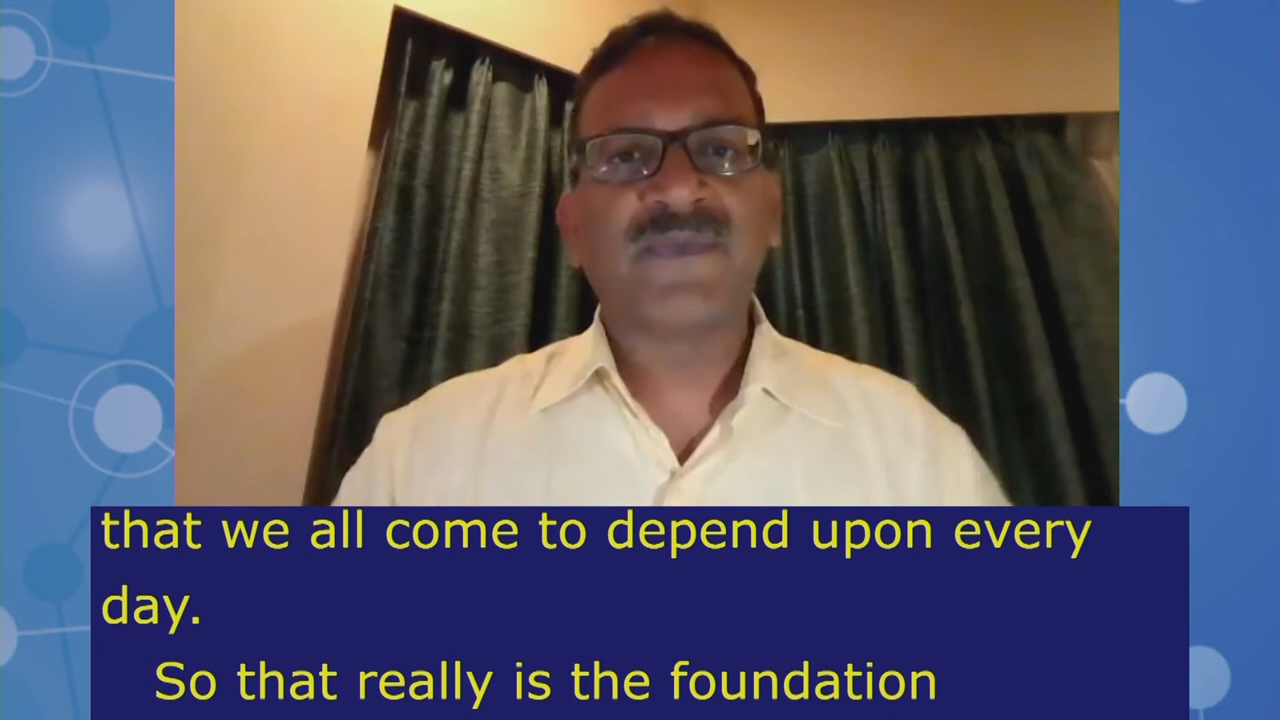 that we all come to depend upon every
day.
So that really is the foundation